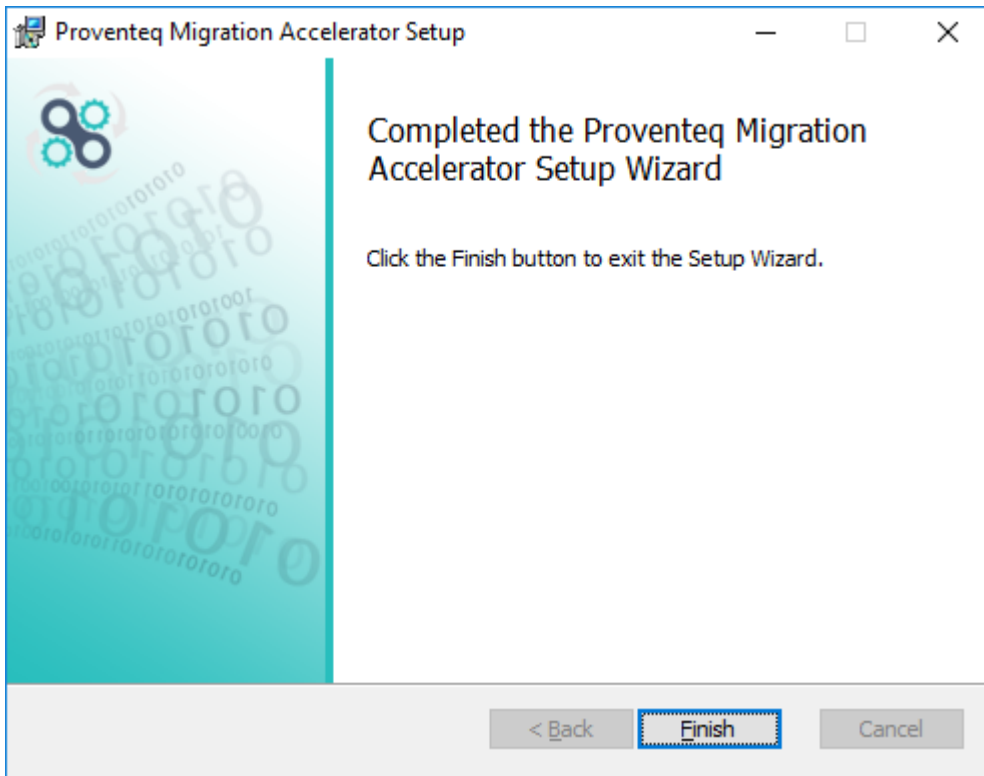 Proventeq Migration Accelerator Setup
Completed the Proventeq Migration
Accelerator Setup Wizard
Click the Finish button to exit the Setup Wizard.
< Back
Finish
Cancel